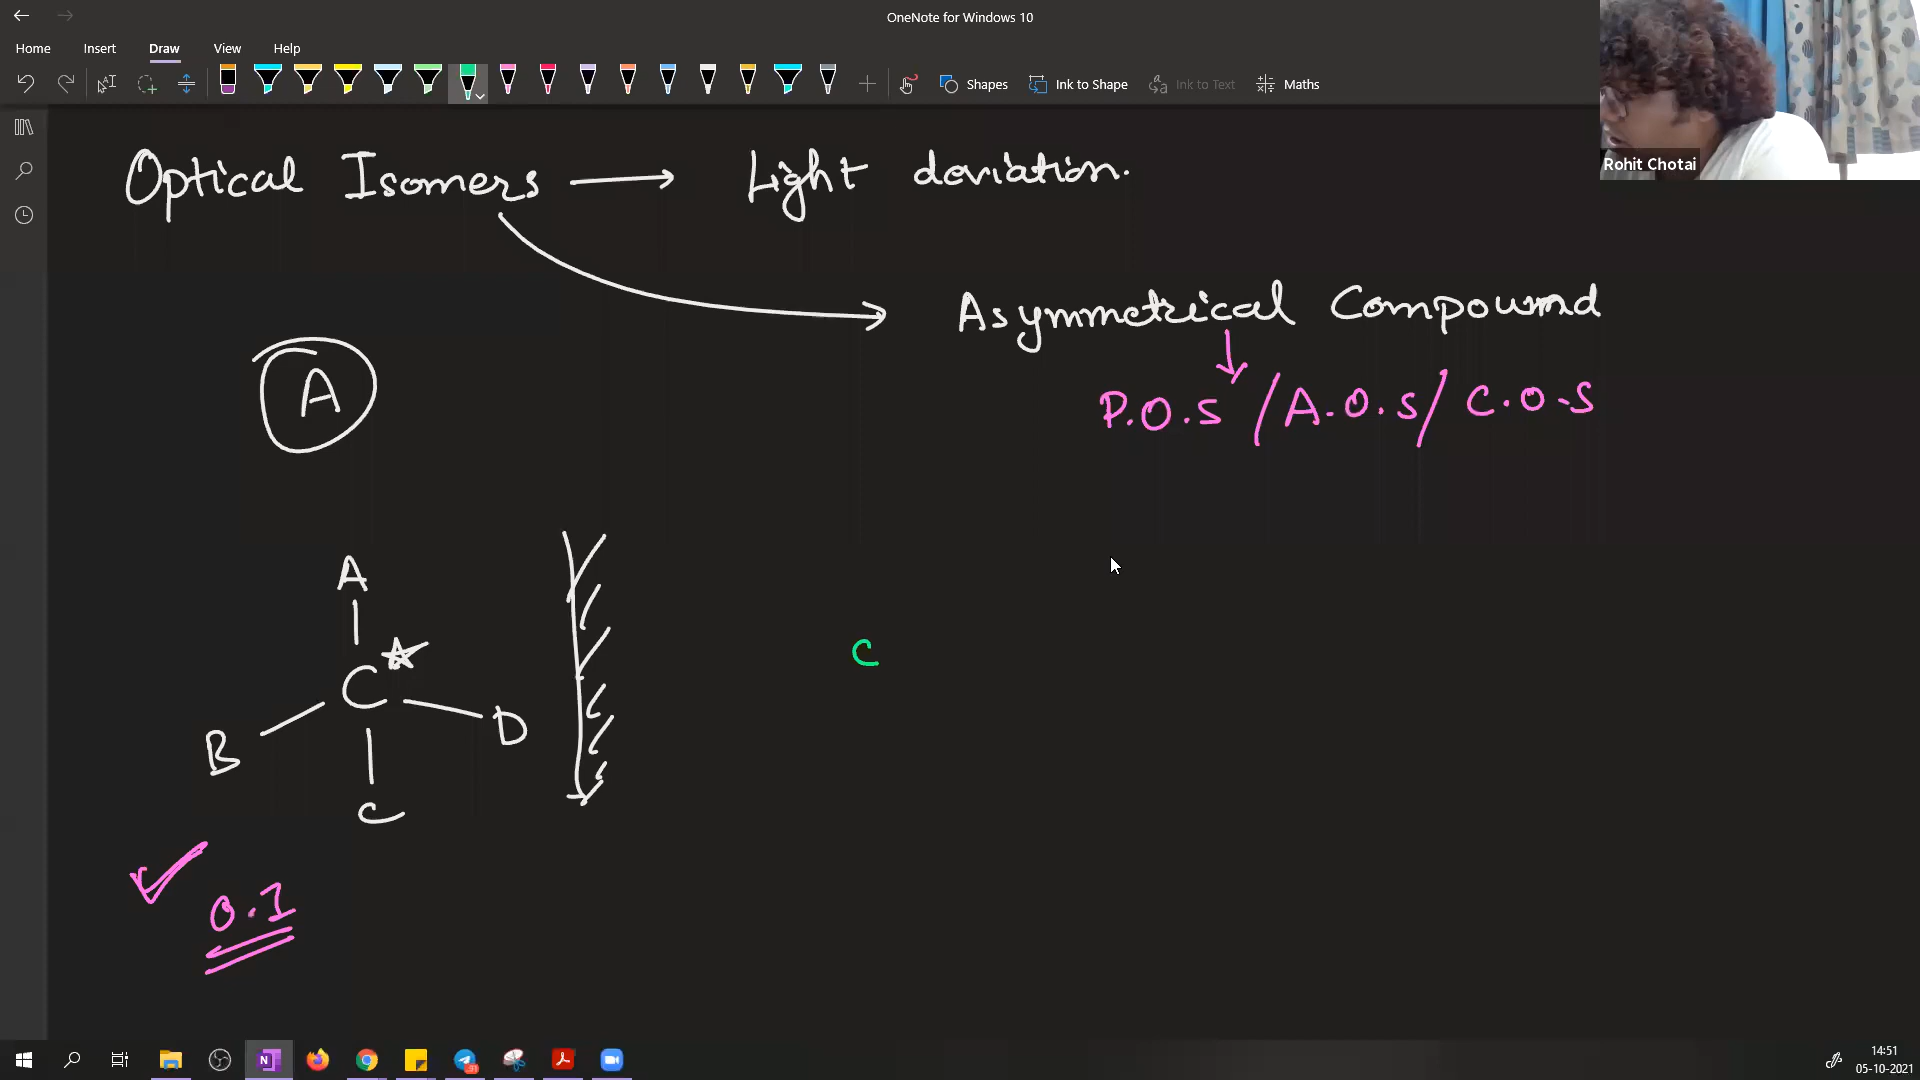 OneNote for Windows 10
Home Insert Draw View Help
Shapes Ink to Shape Ink to Text Maths
Rohit Chotai
Optical Isomers → Light deviation.
Asymmetrical Compound
P.O.S / A.O.S / C.O.S
A
A
C
B D
C
C
O.I
14:51
05-10-2021